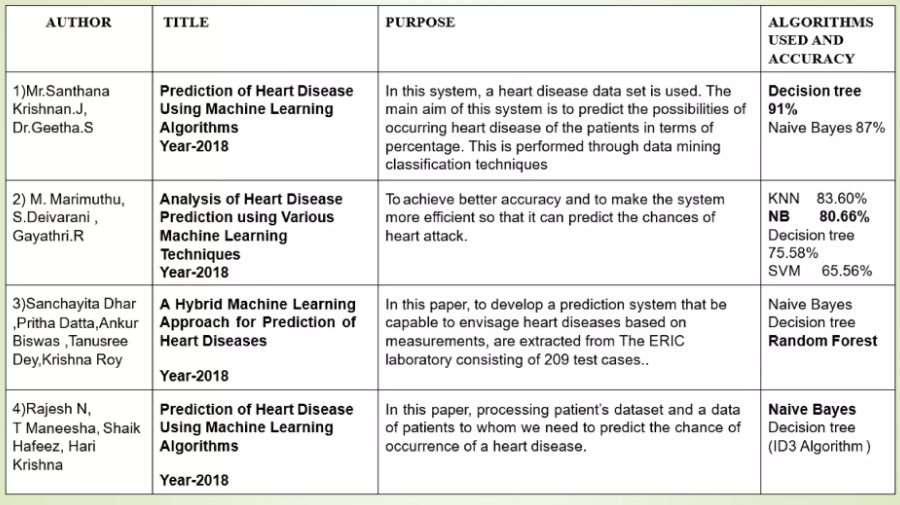 AUTHOR
TITLE
PURPOSE
ALGORITHMS
USED AND
ACCURACY
1)Mr.Santhana
Krishnan.J,
Dr.Geetha.S
Prediction of Heart Disease
Using Machine Learning
Algorithms
Year-2018
In this system, a heart disease data set is used. The
main aim of this system is to predict the possibilities of
occurring heart disease of the patients in terms of
percentage. This is performed through data mining
classification techniques
Decision tree
91%
Naive Bayes 87%
2) M. Marimuthu,
S.Deivarani ,
Gayathri.R
Analysis of Heart Disease
Prediction using Various
Machine Learning
Techniques
Year-2018
To achieve better accuracy and to make the system
more efficient so that it can predict the chances of
heart attack.
KNN 83.60%
NB 80.66%
Decision tree
75.58%
SVM 65.56%
3)Sanchayita Dhar
,Pritha Datta,Ankur
Biswas ,Tanusree
Dey,Krishna Roy
A Hybrid Machine Learning
Approach for Prediction of
Heart Diseases
Year-2018
In this paper, to develop a prediction system that be
capable to envisage heart diseases based on
measurements, are extracted from The ERIC
laboratory consisting of 209 test cases..
Naive Bayes
Decision tree
Random Forest
4)Rajesh N,
T Maneesha, Shaik
Hafeez, Hari
Krishna
Prediction of Heart Disease
Using Machine Learning
Algorithms
Year-2018
In this paper, processing patient's dataset and a data
of patients to whom we need to predict the chance of
occurrence of a heart disease.
Naive Bayes
Decision tree
(ID3 Algorithm )